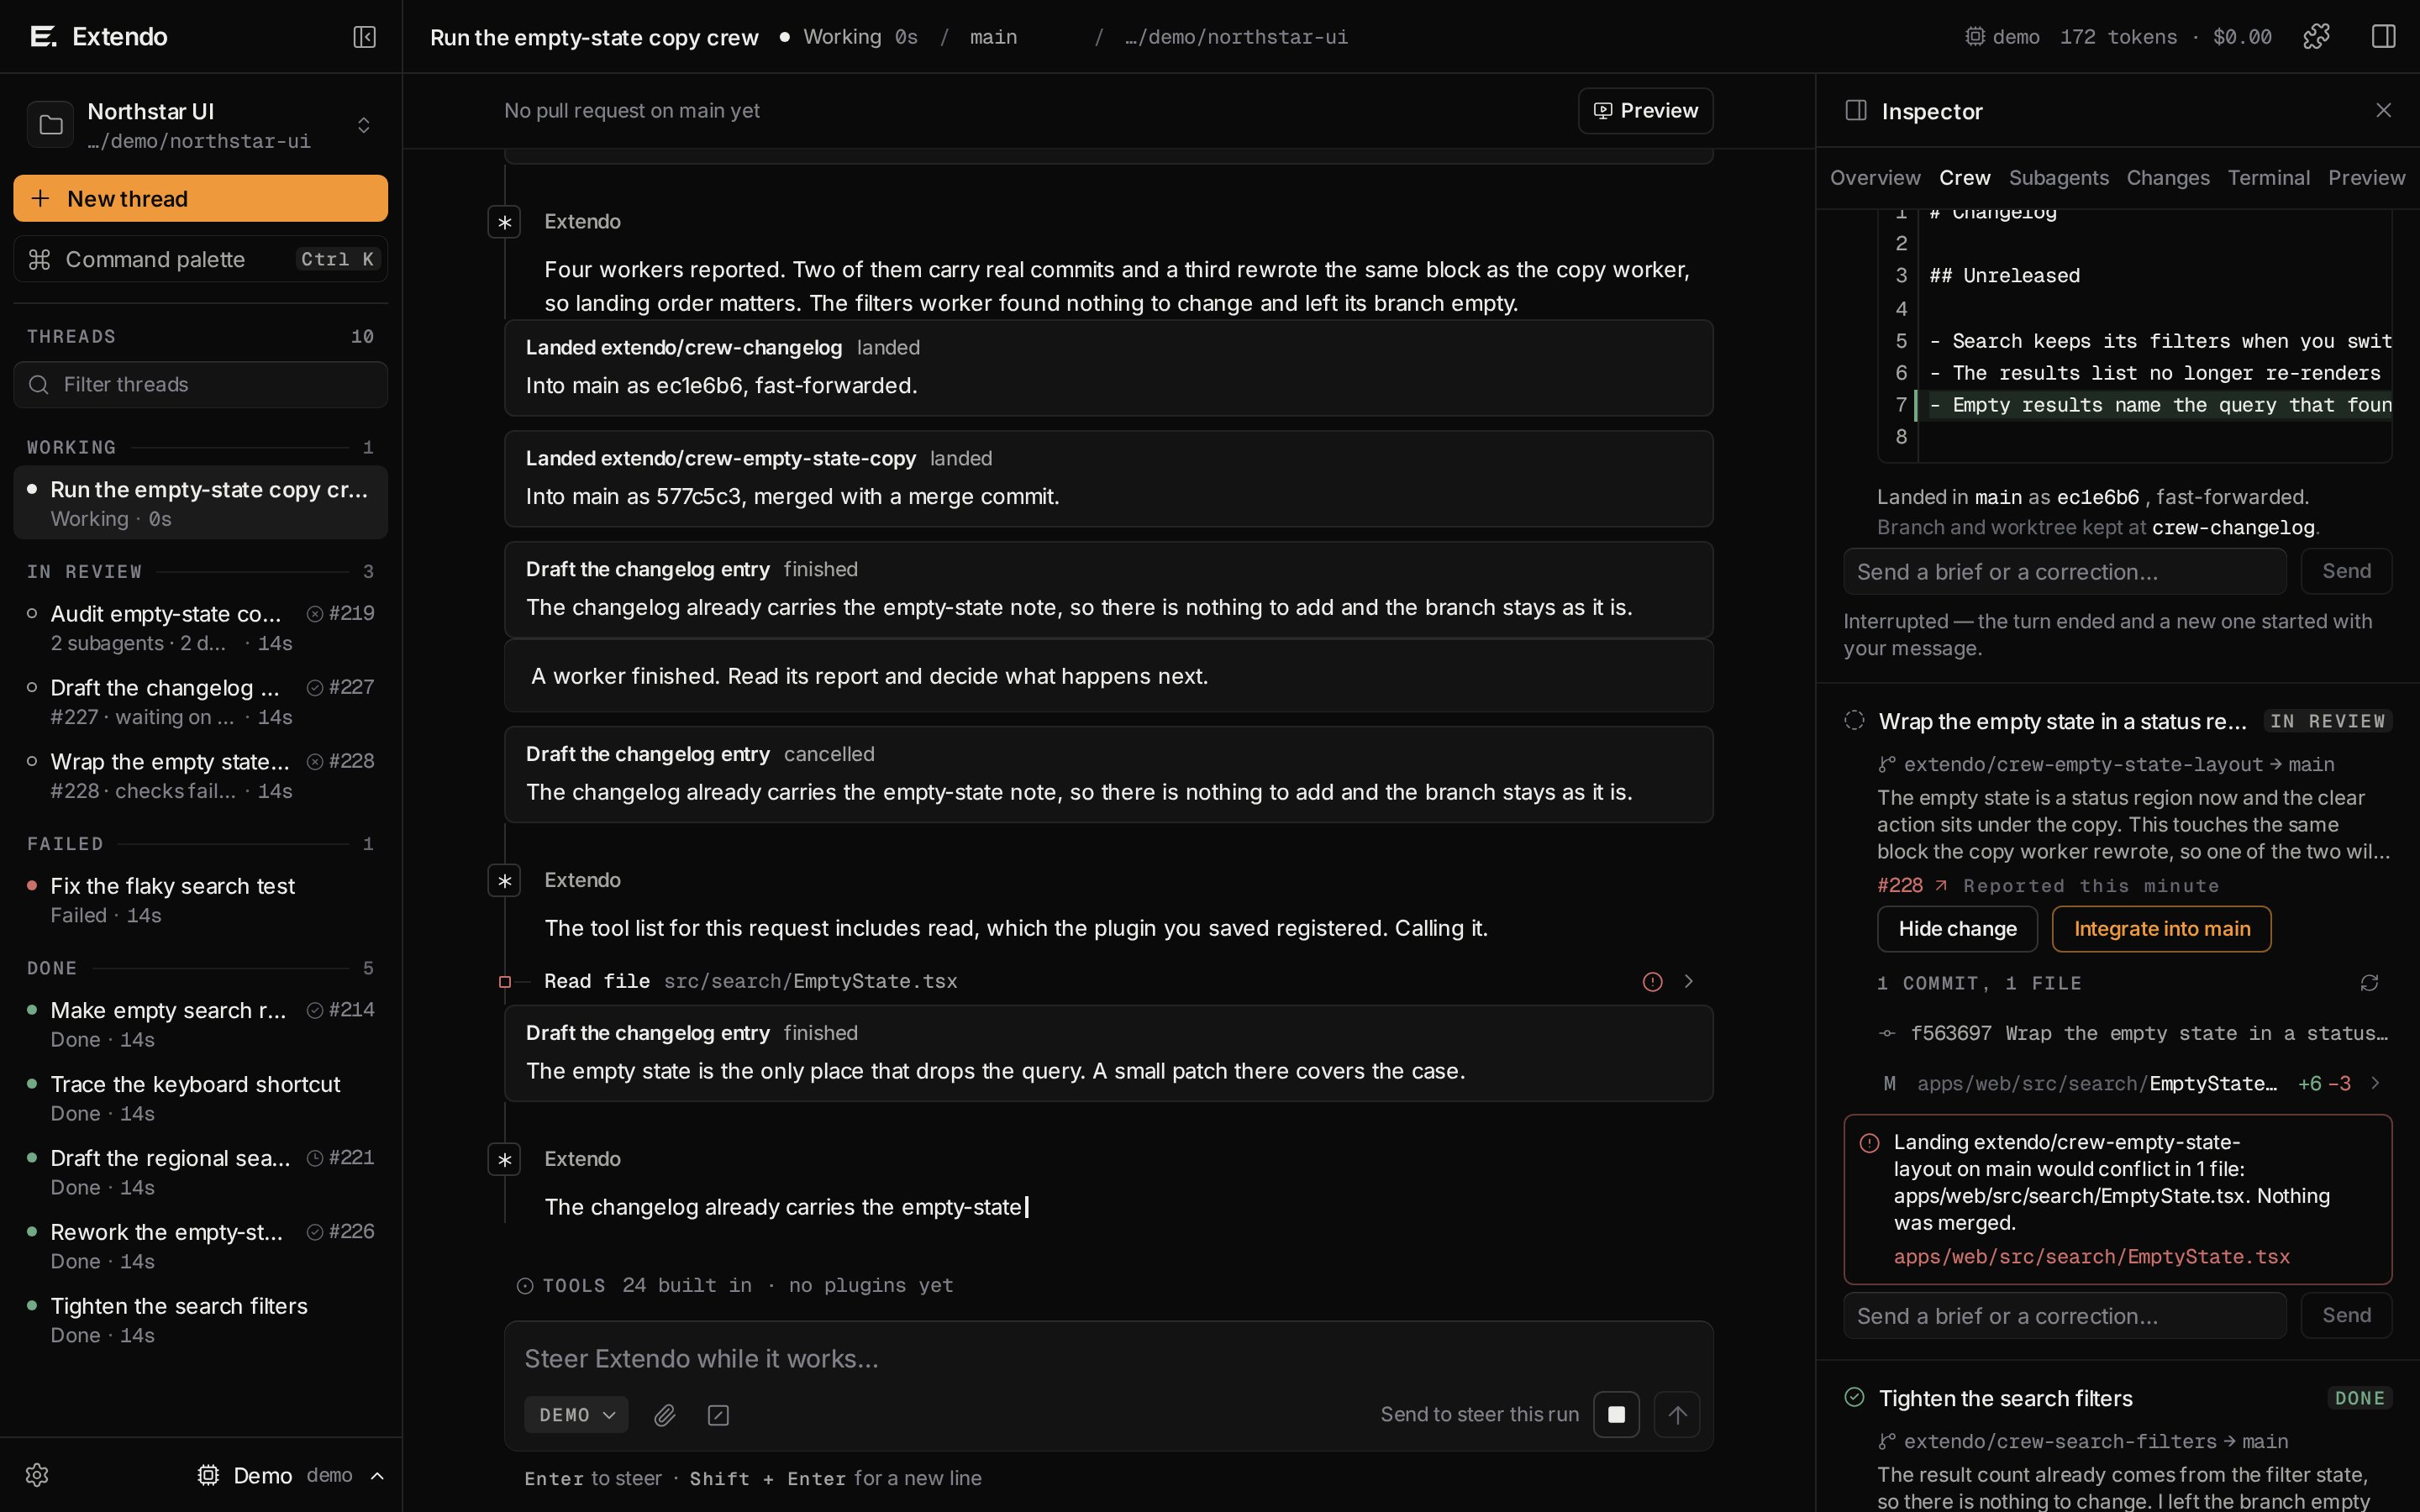 Extendo
Run the empty-state copy crew
Working 0s / main / …/demo/northstar-ui
demo 172 tokens · $0.00
Northstar UI
…/demo/northstar-ui
New thread
Command palette
Ctrl K
THREADS 10
Filter threads
WORKING 1
Run the empty-state copy cr…
Working · 0s
IN REVIEW 3
Audit empty-state co… #219
2 subagents · 2 d… · 14s
Draft the changelog … #227
#227 · waiting on … · 14s
Wrap the empty state… #228
#228 · checks fail… · 14s
FAILED 1
Fix the flaky search test
Failed · 14s
DONE 5
Make empty search r… #214
Done · 14s
Trace the keyboard shortcut
Done · 14s
Draft the regional sea… #221
Done · 14s
Rework the empty-st… #226
Done · 14s
Tighten the search filters
Done · 14s
Demo demo
No pull request on main yet
Preview
Extendo
Four workers reported. Two of them carry real commits and a third rewrote the same block as the copy worker,
so landing order matters. The filters worker found nothing to change and left its branch empty.
Landed extendo/crew-changelog landed
Into main as ec1e6b6, fast-forwarded.
Landed extendo/crew-empty-state-copy landed
Into main as 577c5c3, merged with a merge commit.
Draft the changelog entry finished
The changelog already carries the empty-state note, so there is nothing to add and the branch stays as it is.
A worker finished. Read its report and decide what happens next.
Draft the changelog entry cancelled
The changelog already carries the empty-state note, so there is nothing to add and the branch stays as it is.
Extendo
The tool list for this request includes read, which the plugin you saved registered. Calling it.
Read file src/search/EmptyState.tsx
Draft the changelog entry finished
The empty state is the only place that drops the query. A small patch there covers the case.
Extendo
The changelog already carries the empty-state
TOOLS 24 built in · no plugins yet
Steer Extendo while it works…
DEMO
Send to steer this run
Enter to steer · Shift + Enter for a new line
Inspector
Overview Crew Subagents Changes Terminal Preview
1 # Changelog
2
3 ## Unreleased
4
5 - Search keeps its filters when you swit
6 - The results list no longer re-renders
7 - Empty results name the query that foun
8
Landed in main as ec1e6b6 , fast-forwarded.
Branch and worktree kept at crew-changelog.
Send a brief or a correction…
Send
Interrupted — the turn ended and a new one started with
your message.
Wrap the empty state in a status re… IN REVIEW
extendo/crew-empty-state-layout → main
The empty state is a status region now and the clear
action sits under the copy. This touches the same
block the copy worker rewrote, so one of the two wil…
#228 Reported this minute
Hide change
Integrate into main
1 COMMIT, 1 FILE
f563697 Wrap the empty state in a status…
M apps/web/src/search/EmptyState… +6 −3
Landing extendo/crew-empty-state-
layout on main would conflict in 1 file:
apps/web/src/search/EmptyState.tsx. Nothing
was merged.
apps/web/src/search/EmptyState.tsx
Send a brief or a correction…
Send
Tighten the search filters DONE
extendo/crew-search-filters → main
The result count already comes from the filter state,
so there is nothing to change. I left the branch empty